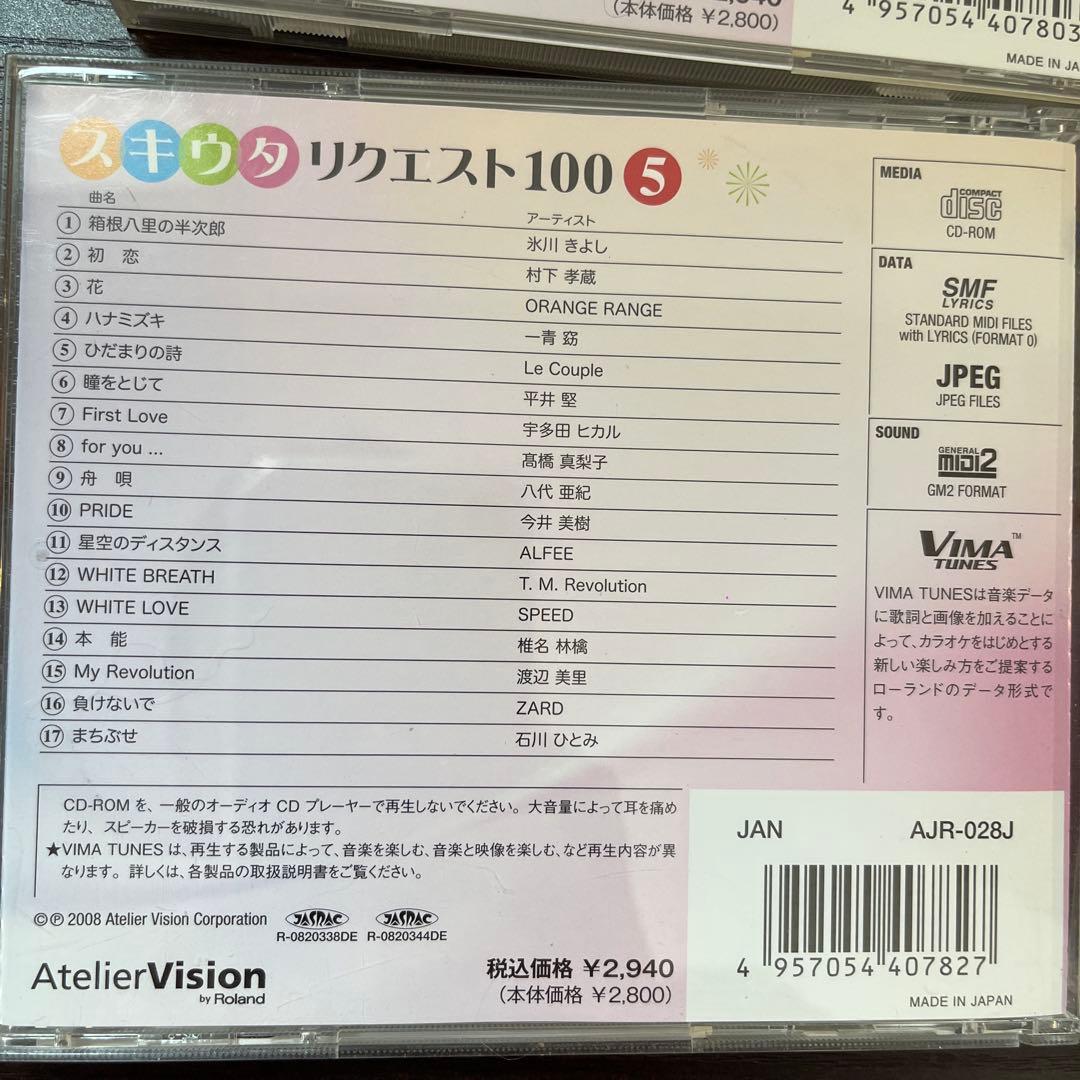 (本体価格 ¥2,800)
4 957054 40780
MADE IN JA
スキウタ リクエスト100 5
曲名 アーティスト
① 箱根八里の半次郎 氷川 きよし
② 初 恋 村下 孝蔵
③ 花 ORANGE RANGE
④ ハナミズキ 一青 窈
⑤ ひだまりの詩 Le Couple
⑥ 瞳をとじて 平井 堅
⑦ First Love 宇多田 ヒカル
⑧ for you ... 髙橋 真梨子
⑨ 舟 唄 八代 亜紀
⑩ PRIDE 今井 美樹
⑪ 星空のディスタンス ALFEE
⑫ WHITE BREATH T. M. Revolution
⑬ WHITE LOVE SPEED
⑭ 本 能 椎名 林檎
⑮ My Revolution 渡辺 美里
⑯ 負けないで ZARD
⑰ まちぶせ 石川 ひとみ
MEDIA
COMPACT
disc
CD-ROM
DATA
SMF
LYRICS
STANDARD MIDI FILES
with LYRICS (FORMAT 0)
JPEG
JPEG FILES
SOUND
GENERAL
MIDI2
GM2 FORMAT
VIMA™
TUNES
VIMA TUNESは音楽データ
に歌詞と画像を加えることに
よって、カラオケをはじめとする
新しい楽しみ方をご提案する
ローランドのデータ形式で
す。
CD-ROM を、一般のオーディオ CD プレーヤーで再生しないでください。大音量によって耳を痛め
たり、スピーカーを破損する恐れがあります。
★VIMA TUNES は、再生する製品によって、音楽を楽しむ、音楽と映像を楽しむ、など再生内容が異
なります。詳しくは、各製品の取扱説明書をご覧ください。
©Ⓟ 2008 Atelier Vision Corporation
JASRAC JASRAC
R-0820338DE R-0820344DE
AtelierVision
by Roland
税込価格 ¥2,940
(本体価格 ¥2,800)
JAN AJR-028J
4 957054 407827
MADE IN JAPAN